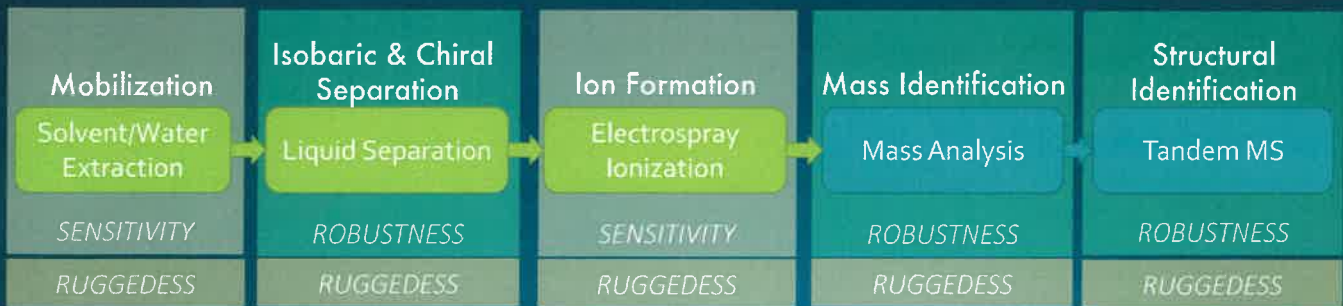 Mobilization
Solvent/Water
Extraction
SENSITIVITY
RUGGEDESS
Isobaric & Chiral
Separation
Liquid Separation
ROBUSTNESS
RUGGEDESS
Ion Formation
Electrospray
Ionization
SENSITIVITY
RUGGEDESS
Mass Identification
Mass Analysis
ROBUSTNESS
RUGGEDESS
Structural
Identification
Tandem MS
ROBUSTNESS
RUGGEDESS